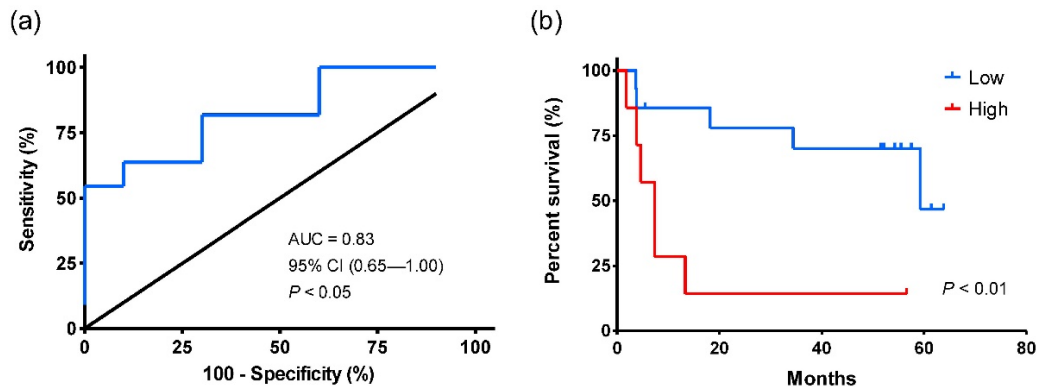 (a)
100
75
50
25
0
Sensitivity (%)
AUC = 0.83
95% CI (0.65—1.00)
P < 0.05
0
25
50
75
100
100 - Specificity (%)
(b)
100
75
50
25
0
Percent survival (%)
Low
High
P < 0.01
0
20
40
60
80
Months